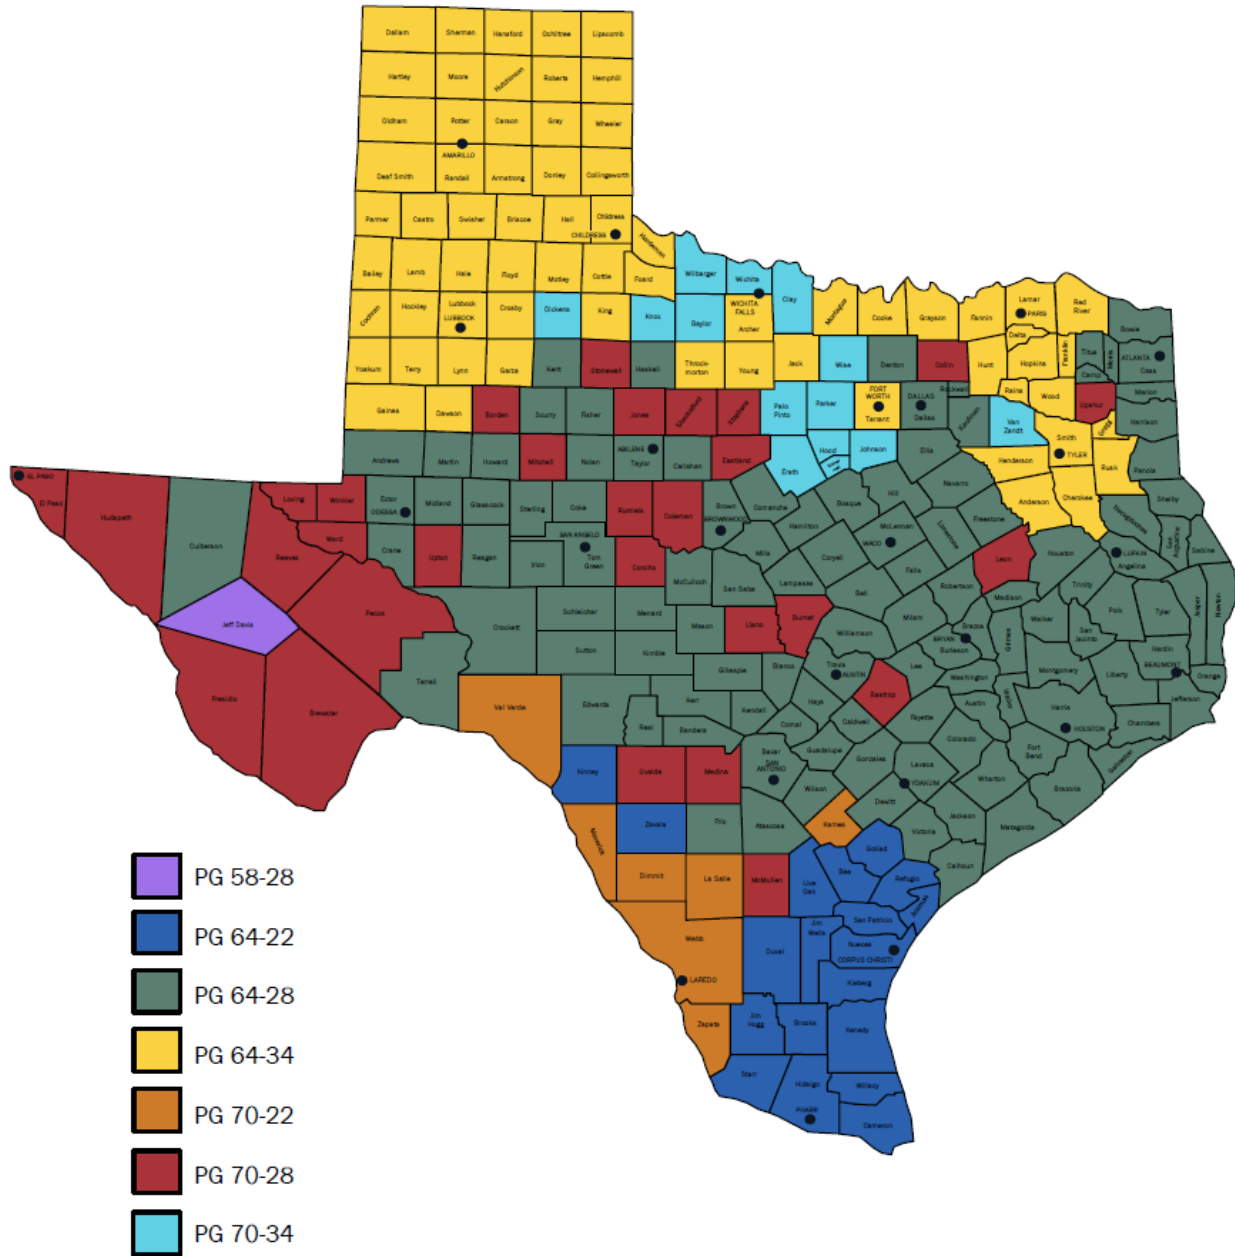 Dallam Sherman Hansford Ochiltree Lipscomb
Hartley Moore Hutchinson Roberts Hemphill
Oldham Potter Carson Gray Wheeler
AMARILLO
Deaf Smith Randall Armstrong Donley Collingsworth
Parmer Castro Swisher Briscoe Hall Childress
CHILDRESS Hardeman
Bailey Lamb Hale Floyd Motley Cottle Foard Wilbarger Wichita Clay
WICHITA FALLS
Cochran Hockley Lubbock Crosby Dickens King Knox Baylor Archer Montague Cooke Grayson Fannin Lamar Red River
LUBBOCK PARIS
Delta Bowie
Yoakum Terry Lynn Garza Kent Stonewall Haskell Throckmorton Young Jack Wise Denton Collin Hunt Hopkins Franklin Titus Morris Cass
ATLANTA
Camp
Rockwall Rains Wood Upshur Marion
Gaines Dawson Borden Scurry Fisher Jones Shackelford Stephens Palo Pinto Parker Tarrant Dallas Kaufman Van Zandt Smith Gregg Harrison
FORT WORTH
DALLAS
TYLER
Andrews Martin Howard Mitchell Nolan Taylor Callahan Eastland Erath Hood Johnson Ellis Henderson Rusk Panola
ABILENE
EL PASO
El Paso Hudspeth Culberson Loving Winkler Ector Midland Glasscock Sterling Coke Runnels Coleman Brown Comanche Bosque Hill Navarro Anderson Cherokee Shelby
ODESSA
BROWNWOOD
Reeves Ward Crane Upton Reagan Irion Tom Green Concho Hamilton McLennan Limestone Freestone Nacogdoches San Augustine Sabine
SAN ANGELO
WACO
LUFKIN
Mills Coryell Falls Leon Houston Angelina
McCulloch San Saba Lampasas Bell Robertson Madison Trinity
Jeff Davis Pecos Crockett Schleicher Menard Mason Llano Burnet Williamson Milam Brazos Grimes Walker San Jacinto Polk Tyler Jasper Newton
BRYAN
Burleson
Sutton Kimble Gillespie Blanco Travis Lee Washington Montgomery Liberty Hardin
AUSTIN
BEAUMONT
Orange
Presidio Brewster Terrell Val Verde Edwards Real Kerr Kendall Hays Bastrop Austin Waller Harris Jefferson
Bandera Comal Caldwell Fayette HOUSTON Chambers
Kinney Uvalde Medina Bexar Guadalupe Gonzales Colorado Fort Bend Galveston
SAN ANTONIO
Lavaca
YOAKUM
Wilson Wharton Brazoria
Maverick Zavala Frio Atascosa Karnes Dewitt Jackson Matagorda
Victoria
Goliad Calhoun
Dimmit La Salle McMullen Live Oak Bee Refugio
Aransas
San Patricio
Webb Duval Jim Wells Nueces
CORPUS CHRISTI
LAREDO
Kleberg
Zapata Jim Hogg Brooks Kenedy
Starr Hidalgo Willacy
PHARR
Cameron
PG 58-28
PG 64-22
PG 64-28
PG 64-34
PG 70-22
PG 70-28
PG 70-34